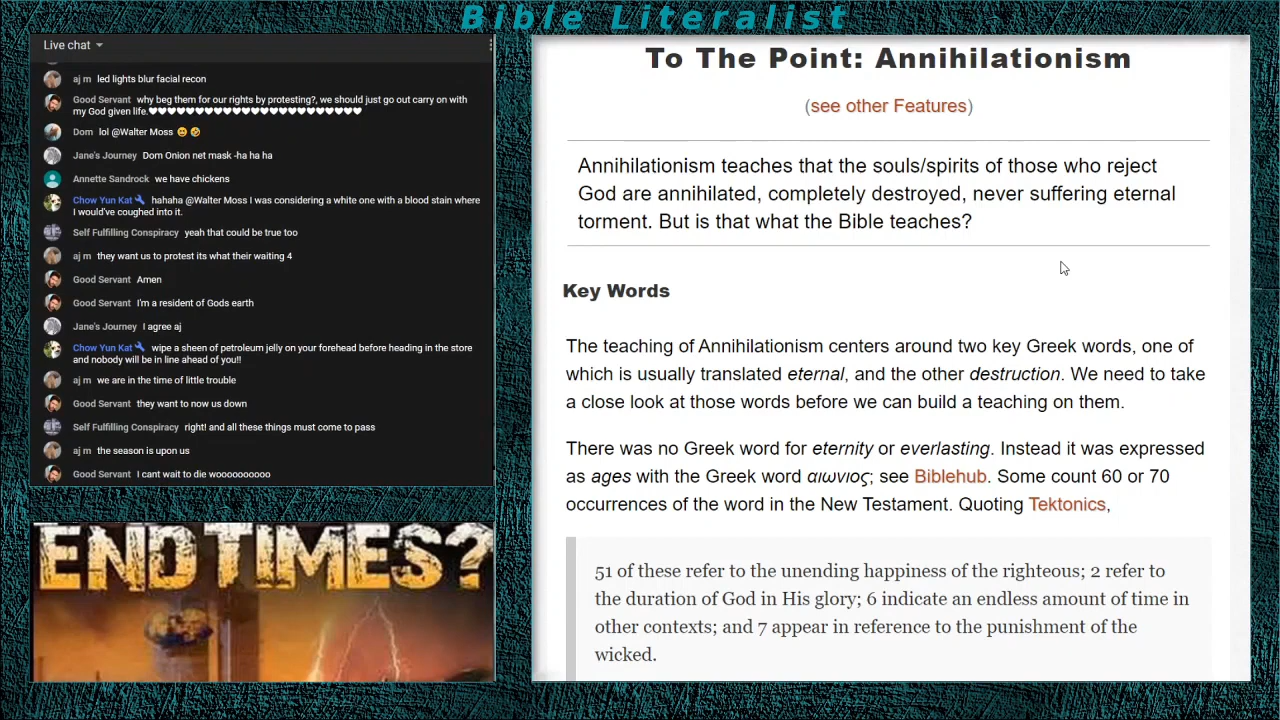 Bible Literalist
Live chat
aj m led lights blur facial recon
Good Servant why beg them for our rights by protesting?, we should just go out carry on with
my God given life.♥♥♥♥♥♥♥♥♥♥♥♥♥♥♥♥♥♥♥♥♥♥♥♥
Dom lol @Walter Moss 😄 🤣
Jane's Journey Dom Onion net mask -ha ha ha
Annette Sandrock we have chickens
Chow Yun Kat hahaha @Walter Moss I was considering a white one with a blood stain where
I would've coughed into it.
Self Fulfilling Conspiracy yeah that could be true too
aj m they want us to protest its what their waiting 4
Good Servant Amen
Good Servant I'm a resident of Gods earth
Jane's Journey I agree aj
Chow Yun Kat wipe a sheen of petroleum jelly on your forehead before heading in the store
and nobody will be in line ahead of you!!
aj m we are in the time of little trouble
Good Servant they want to now us down
Self Fulfilling Conspiracy right! and all these things must come to pass
aj m the season is upon us
Good Servant I cant wait to die woooooooooo
END TIMES?
To The Point: Annihilationism
(see other Features)
Annihilationism teaches that the souls/spirits of those who reject
God are annihilated, completely destroyed, never suffering eternal
torment. But is that what the Bible teaches?
Key Words
The teaching of Annihilationism centers around two key Greek words, one of
which is usually translated eternal, and the other destruction. We need to take
a close look at those words before we can build a teaching on them.
There was no Greek word for eternity or everlasting. Instead it was expressed
as ages with the Greek word αιωνιος; see Biblehub. Some count 60 or 70
occurrences of the word in the New Testament. Quoting Tektonics,
51 of these refer to the unending happiness of the righteous; 2 refer to
the duration of God in His glory; 6 indicate an endless amount of time in
other contexts; and 7 appear in reference to the punishment of the
wicked.